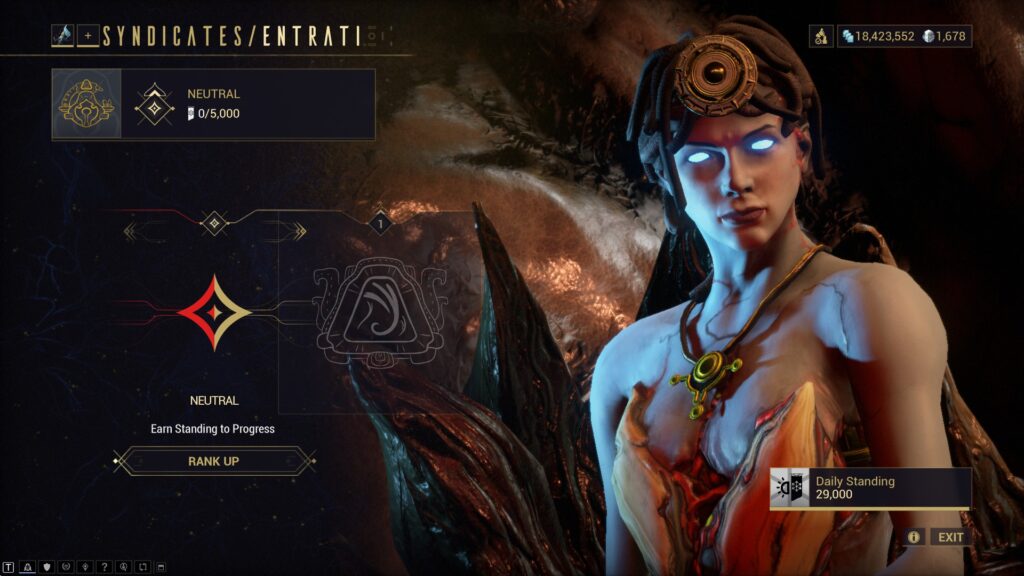 SYNDICATES/ENTRATI
18,423,552 1,678
NEUTRAL
0/5,000
1
NEUTRAL
Earn Standing to Progress
RANK UP
Daily Standing
29,000
EXIT
T ?